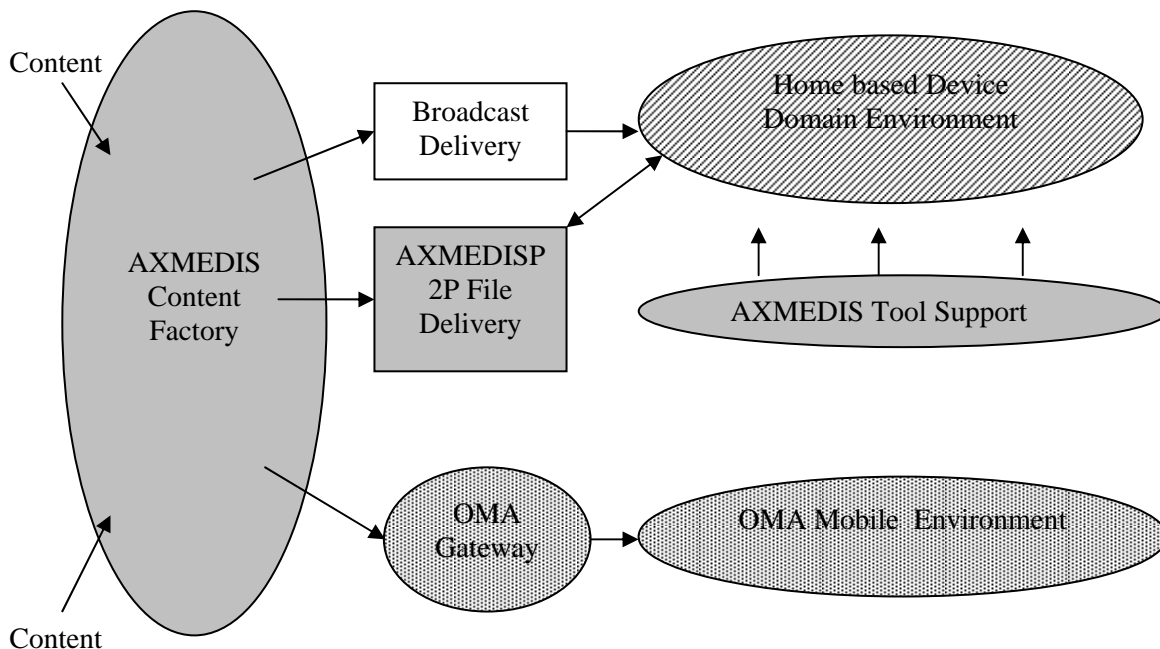 Content
AXMEDIS
Content
Factory
Content
Broadcast
Delivery
AXMEDISP
2P File
Delivery
Home based Device
Domain Environment
AXMEDIS Tool Support
OMA
Gateway
OMA Mobile Environment